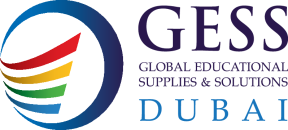 GESS
GLOBAL EDUCATIONAL
SUPPLIES & SOLUTIONS
DUBAI